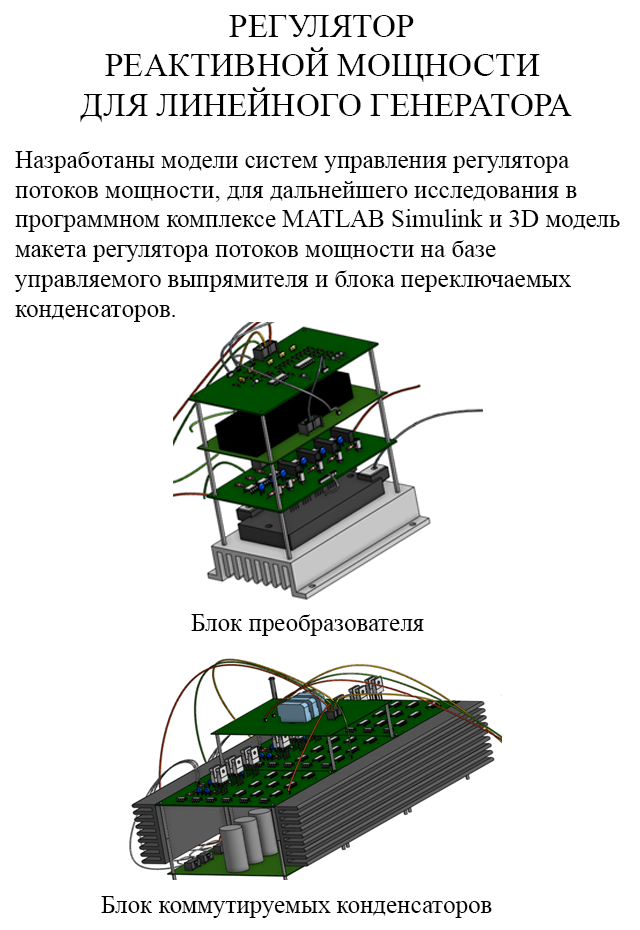 РЕГУЛЯТОР
РЕАКТИВНОЙ МОЩНОСТИ
ДЛЯ ЛИНЕЙНОГО ГЕНЕРАТОРА
Назработаны модели систем управления регулятора
потоков мощности, для дальнейшего исследования в
программном комплексе MATLAB Simulink и 3D модель
макета регулятора потоков мощности на базе
управляемого выпрямителя и блока переключаемых
конденсаторов.
Блок преобразователя
Блок коммутируемых конденсаторов